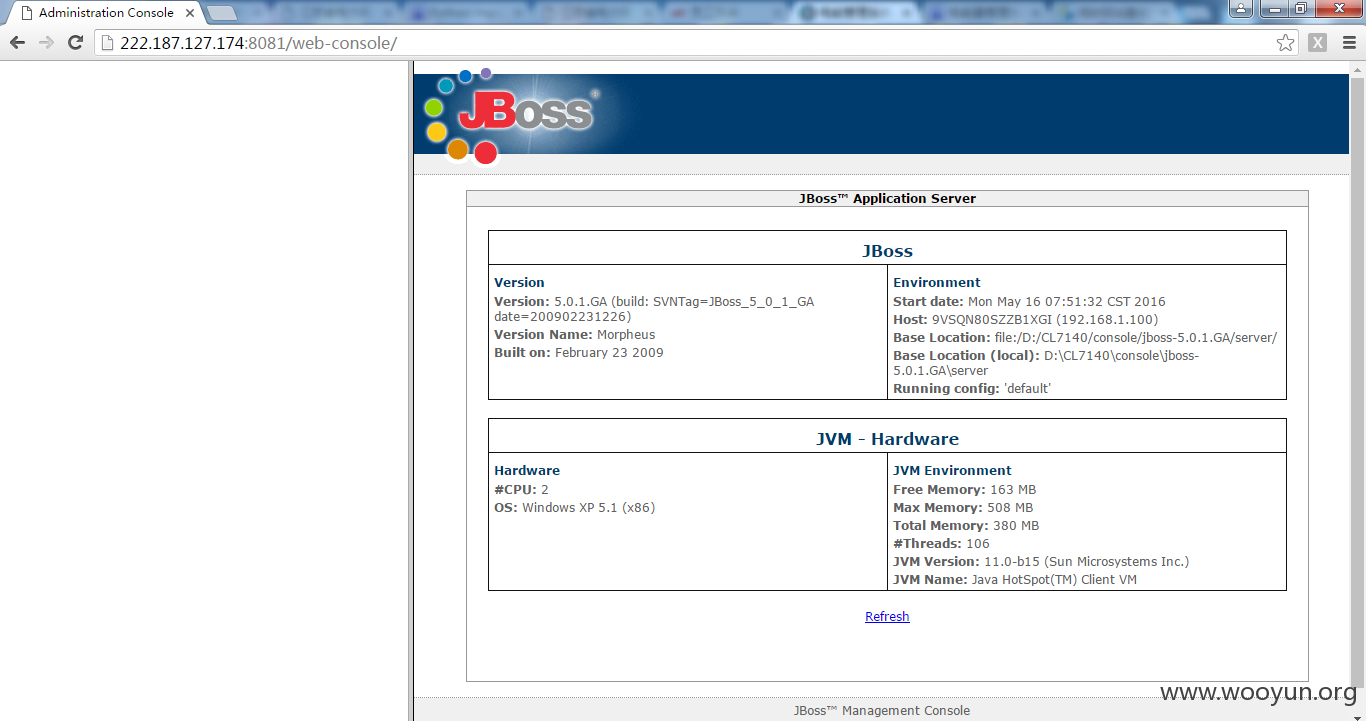 Administration Console
222.187.127.174:8081/web-console/
JBoss®
JBoss™ Application Server
JBoss
Version
Version: 5.0.1.GA (build: SVNTag=JBoss_5_0_1_GA
date=200902231226)
Version Name: Morpheus
Built on: February 23 2009
Environment
Start date: Mon May 16 07:51:32 CST 2016
Host: 9VSQN80SZZB1XGI (192.168.1.100)
Base Location: file:/D:/CL7140/console/jboss-5.0.1.GA/server/
Base Location (local): D:\CL7140\console\jboss-
5.0.1.GA\server
Running config: 'default'
JVM - Hardware
Hardware
#CPU: 2
OS: Windows XP 5.1 (x86)
JVM Environment
Free Memory: 163 MB
Max Memory: 508 MB
Total Memory: 380 MB
#Threads: 106
JVM Version: 11.0-b15 (Sun Microsystems Inc.)
JVM Name: Java HotSpot(TM) Client VM
Refresh
www.wooyun.org
JBoss™ Management Console